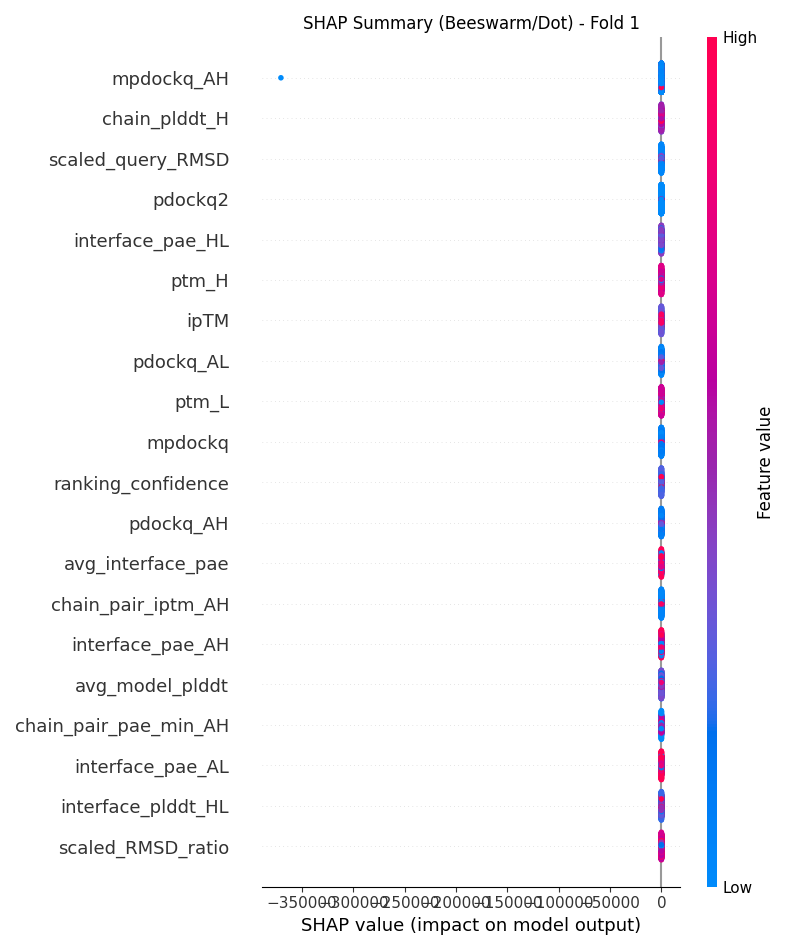 SHAP Summary (Beeswarm/Dot) - Fold 1
High
mpdockq_AH
chain_plddt_H
scaled_query_RMSD
pdockq2
interface_pae_HL
ptm_H
ipTM
pdockq_AL
ptm_L
mpdockq
ranking_confidence
pdockq_AH
avg_interface_pae
chain_pair_iptm_AH
interface_pae_AH
avg_model_plddt
chain_pair_pae_min_AH
interface_pae_AL
interface_plddt_HL
scaled_RMSD_ratio
Feature value
Low
−350000 −300000 −250000 −200000 −150000 −100000 −50000 0
SHAP value (impact on model output)